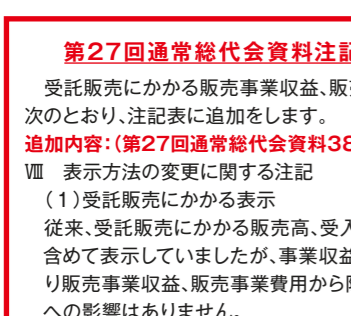 第27回通常総代会資料注記
受託販売にかかる販売事業収益、販売
次のとおり、注記表に追加をします。
追加内容：（第27回通常総代会資料38
Ⅷ　表示方法の変更に関する注記
（1）受託販売にかかる表示
従来、受託販売にかかる販売高、受入
含めて表示していましたが、事業収益
り販売事業収益、販売事業費用から
への影響はありません。